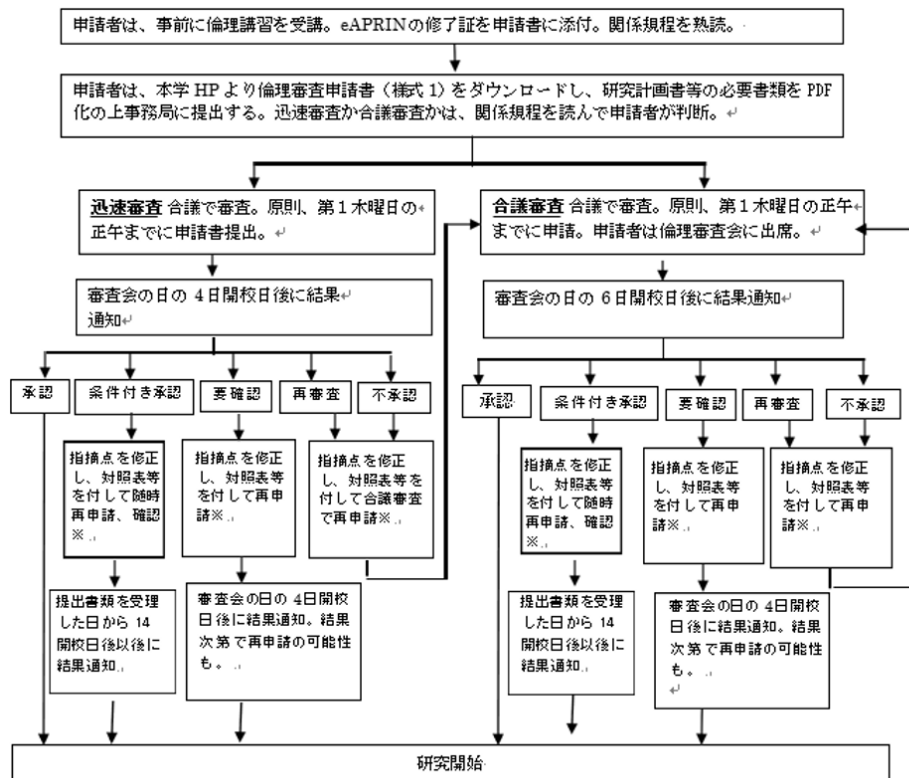 申請者は、事前に倫理講習を受講。eAPRINの修了証を申請書に添付。関係規程を熟読。
申請者は、本学 HP より倫理審査申請書（様式 1）をダウンロードし、研究計画書等の必要書類を PDF
化の上事務局に提出する。迅速審査か合議審査かは、関係規程を読んで申請者が判断。
迅速審査 合議で審査。原則、第１木曜日の
正午までに申請書提出。
合議審査 合議で審査。原則、第１木曜日の正午
までに申請。申請者は倫理審査会に出席。
審査会の日の 4日開校日後に結果
通知
審査会の日の 6日開校日後に結果通知
承認
条件付き承認
要確認
再審査
不承認
承認
条件付き承認
要確認
再審査
不承認
指摘点を修正
し、対照表等
を付して随時
再申請、確認
※
指摘点を修正
し、対照表等
を付して再申
請※
指摘点を修正
し、対照表等を
付して合議審査
で再申請※
指摘点を修正
し、対照表等
を付して随時
再申請、確認
※
指摘点を修正
し、対照表等
を付して再申
請※
指摘点を修正
し、対照表等
を付して再申
請※
提出書類を受理
した日から 14
開校日後以後に
結果通知
審査会の日の 4日開校
日後に結果通知。結果
次第で再申請の可能性
も。
提出書類を受理
した日から 14
開校日後以後に
結果通知
審査会の日の 4日開校
日後に結果通知。結果
次第で再申請の可能性
も。
研究開始